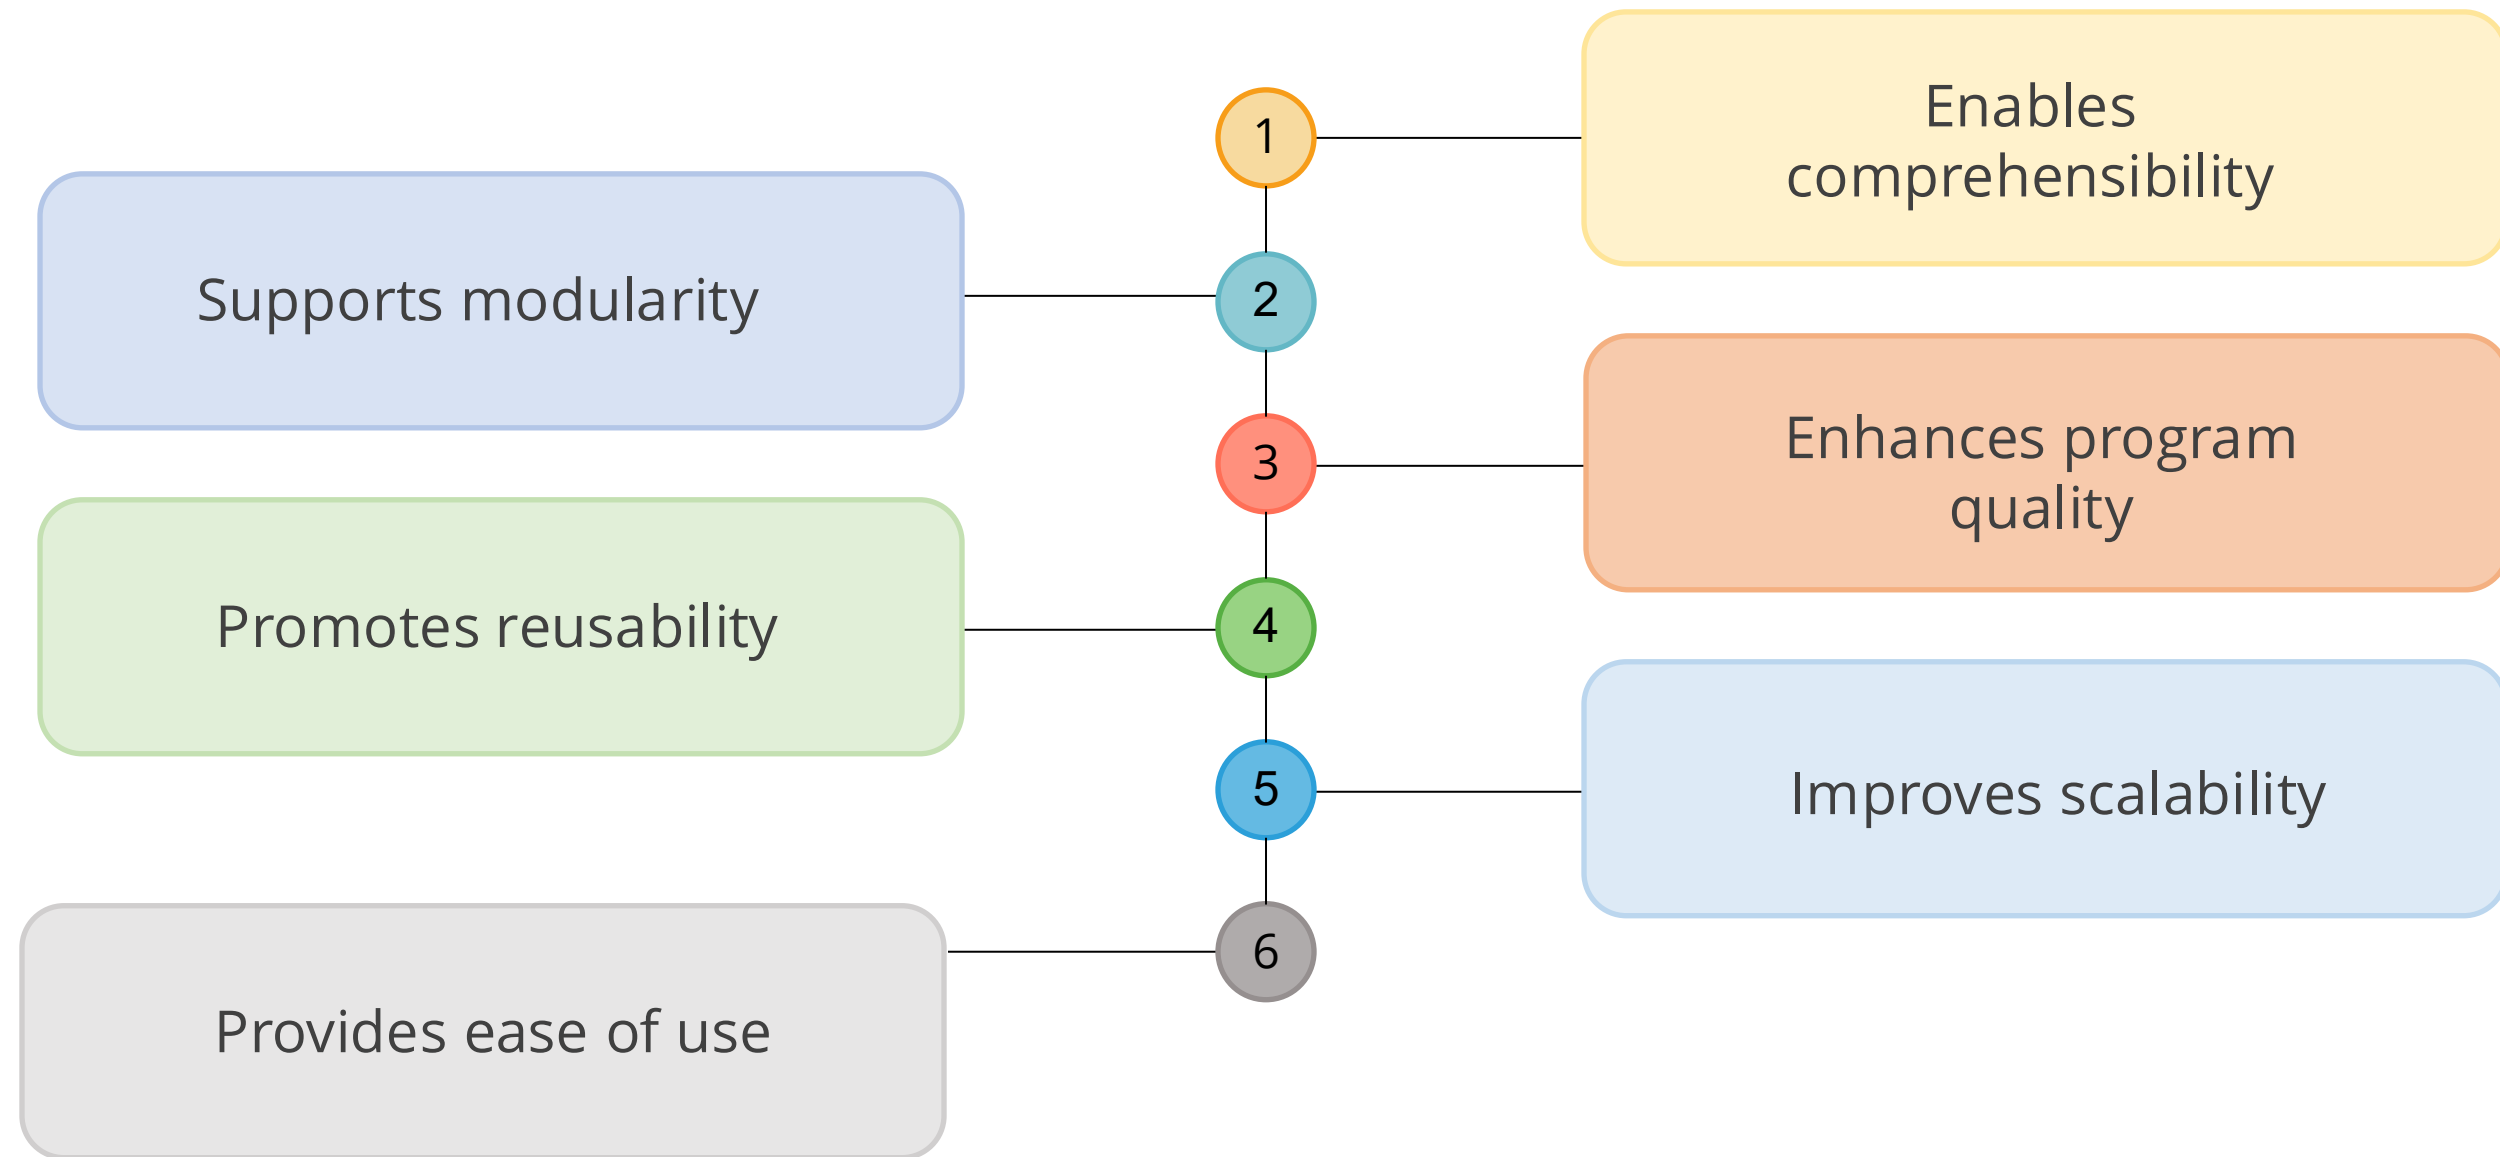 1
Enables
comprehensibility
2
Supports modularity
3
Enhances program
quality
4
Promotes reusability
5
Improves scalability
6
Provides ease of use